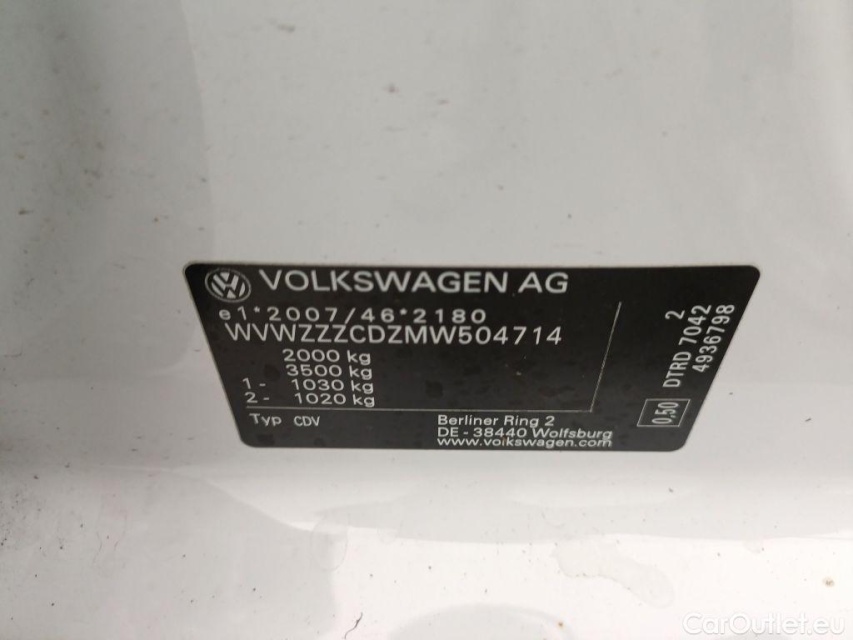 VOLKSWAGEN AG
e1*2007/46*2180
WVWZZZCDZMW504714
2000 kg
3500 kg
1 - 1030 kg
2 - 1020 kg
Typ CDV
Berliner Ring 2
DE - 38440 Wolfsburg
www.volkswagen.com
2
DTRD 7042
4936798
0,50
CarOutlet.eu